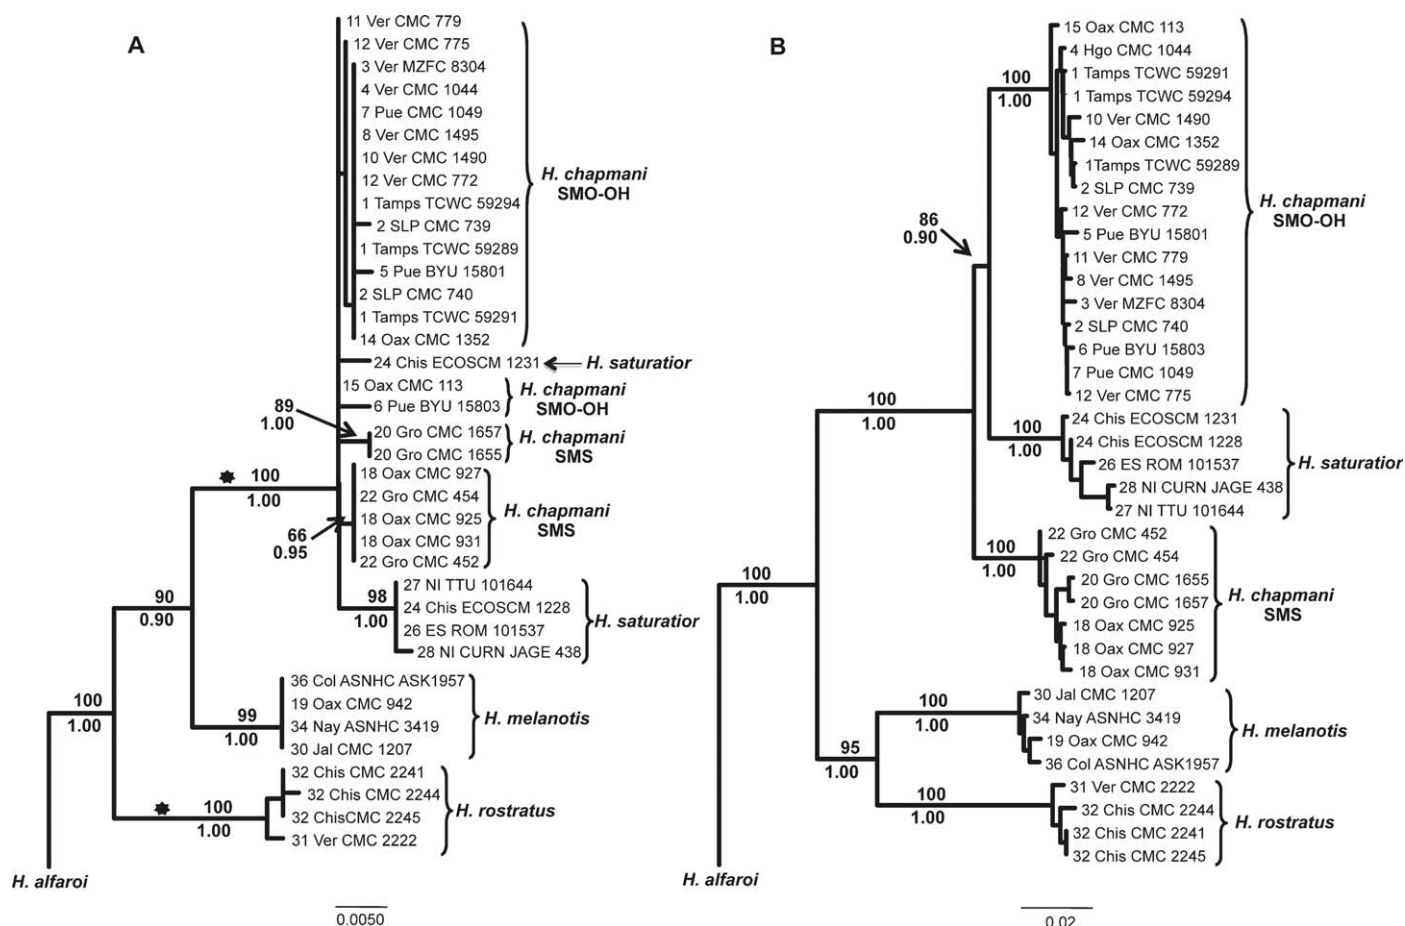 A
11 Ver CMC 779
12 Ver CMC 775
3 Ver MZFC 8304
4 Ver CMC 1044
7 Pue CMC 1049
8 Ver CMC 1495
10 Ver CMC 1490
12 Ver CMC 772
1 Tamps TCWC 59294
2 SLP CMC 739
1 Tamps TCWC 59289
5 Pue BYU 15801
2 SLP CMC 740
1 Tamps TCWC 59291
14 Oax CMC 1352
H. chapmani
SMO-OH
24 Chis ECOSCM 1231
H. saturatior
15 Oax CMC 113
6 Pue BYU 15803
H. chapmani
SMO-OH
89
1.00
20 Gro CMC 1657
20 Gro CMC 1655
H. chapmani
SMS
18 Oax CMC 927
22 Gro CMC 454
18 Oax CMC 925
18 Oax CMC 931
22 Gro CMC 452
H. chapmani
SMS
100
1.00
66
0.95
27 NI TTU 101644
24 Chis ECOSCM 1228
26 ES ROM 101537
28 NI CURN JAGE 438
H. saturatior
98
1.00
90
0.90
36 Col ASNHC ASK1957
19 Oax CMC 942
34 Nay ASNHC 3419
30 Jal CMC 1207
H. melanotis
99
1.00
100
1.00
32 Chis CMC 2241
32 Chis CMC 2244
32 ChisCMC 2245
31 Ver CMC 2222
H. rostratus
100
1.00
H. alfaroi
0.0050
B
15 Oax CMC 113
4 Hgo CMC 1044
1 Tamps TCWC 59291
1 Tamps TCWC 59294
10 Ver CMC 1490
14 Oax CMC 1352
1Tamps TCWC 59289
2 SLP CMC 739
12 Ver CMC 772
5 Pue BYU 15801
11 Ver CMC 779
8 Ver CMC 1495
3 Ver MZFC 8304
2 SLP CMC 740
6 Pue BYU 15803
7 Pue CMC 1049
12 Ver CMC 775
H. chapmani
SMO-OH
100
1.00
86
0.90
24 Chis ECOSCM 1231
24 Chis ECOSCM 1228
26 ES ROM 101537
28 NI CURN JAGE 438
27 NI TTU 101644
H. saturatior
100
1.00
100
1.00
22 Gro CMC 452
22 Gro CMC 454
20 Gro CMC 1655
20 Gro CMC 1657
18 Oax CMC 925
18 Oax CMC 927
18 Oax CMC 931
H. chapmani
SMS
100
1.00
100
1.00
30 Jal CMC 1207
34 Nay ASNHC 3419
19 Oax CMC 942
36 Col ASNHC ASK1957
H. melanotis
100
1.00
95
1.00
31 Ver CMC 2222
32 Chis CMC 2244
32 Chis CMC 2241
32 Chis CMC 2245
H. rostratus
100
1.00
H. alfaroi
0.02